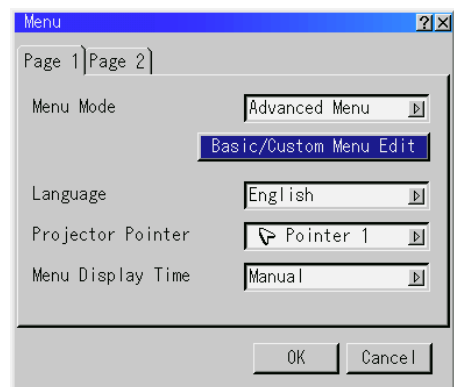 Menu ? ×
Page 1 Page 2
Menu Mode Advanced Menu
Basic/Custom Menu Edit
Language English
Projector Pointer Pointer 1
Menu Display Time Manual
OK Cancel